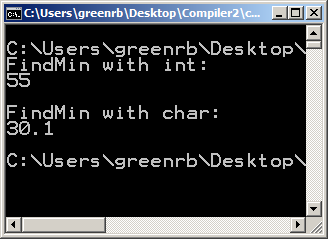 C:\Users\greenrb\Desktop\Compiler2\c...
C:\Users\greenrb\Desktop\
FindMin with int:
55
FindMin with char:
30.1
C:\Users\greenrb\Desktop\